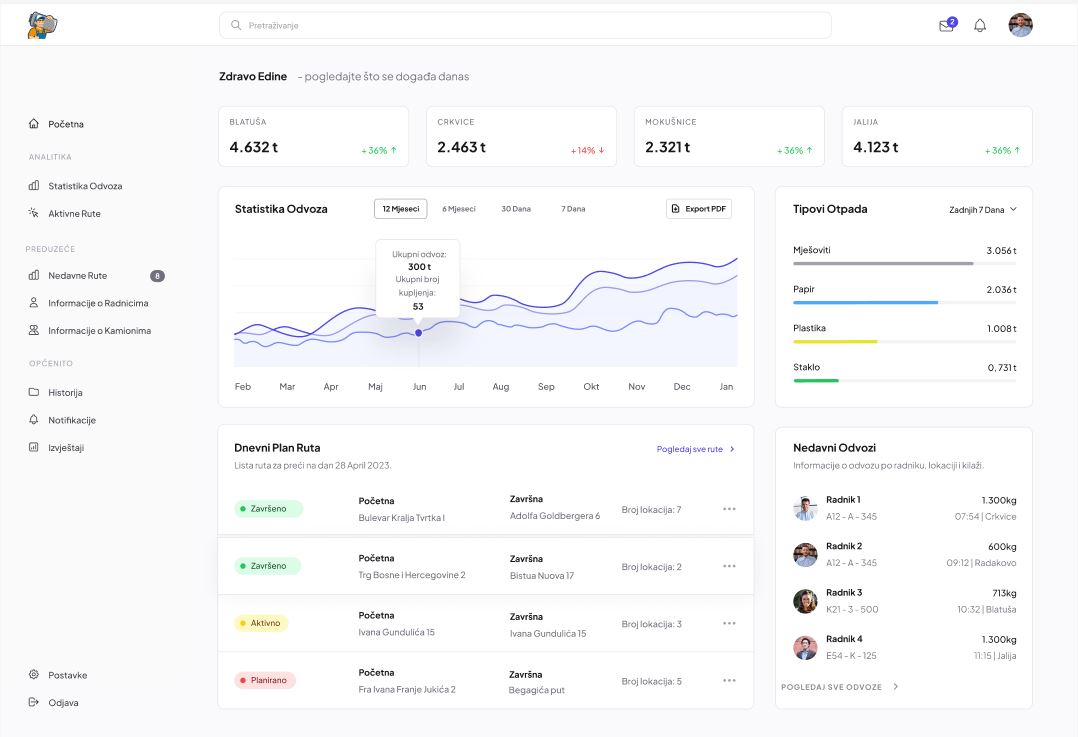 Pretraživanje
2
Zdravo Edine - pogledajte što se događa danas
Početna
ANALITIKA
Statistika Odvoza
Aktivne Rute
PREDUZEĆE
Nedavne Rute 8
Informacije o Radnicima
Informacije o Kamionima
OPĆENITO
Historija
Notifikacije
Izvještaji
Postavke
Odjava
BLATUŠA
4.632 t +36% ↑
CRKVICE
2.463 t +14% ↓
MOKUŠNICE
2.321 t +36% ↑
JALIJA
4.123 t +36% ↑
Statistika Odvoza 12 Mjeseci 6 Mjeseci 30 Dana 7 Dana Export PDF
Ukupni odvoz:
300 t
Ukupni broj
kupljenja:
53
Feb Mar Apr Maj Jun Jul Aug Sep Okt Nov Dec Jan
Tipovi Otpada Zadnjih 7 Dana
Mješoviti 3.056 t
Papir 2.036 t
Plastika 1.008 t
Staklo 0,731 t
Dnevni Plan Ruta Pogledaj sve rute >
Lista ruta za preći na dan 28 April 2023.
Završeno
Početna
Bulevar Kralja Tvrtka I
Završna
Adolfa Goldbergera 6
Broj lokacija: 7
Završeno
Početna
Trg Bosne i Hercegovine 2
Završna
Bistua Nuova 17
Broj lokacija: 2
Aktivno
Početna
Ivana Gundulića 15
Završna
Ivana Gundulića 15
Broj lokacija: 3
Planirano
Početna
Fra Ivana Franje Jukića 2
Završna
Begagića put
Broj lokacija: 5
Nedavni Odvozi
Informacije o odvozu po radniku, lokaciji i kilaži.
Radnik 1 1.300kg
A12 - A - 345 07:54 | Crkvice
Radnik 2 600kg
A12 - A - 345 09:12 | Radakovo
Radnik 3 713kg
K21 - 3 - 500 10:32 | Blatuša
Radnik 4 1.300kg
E54 - K - 125 11:15 | Jalija
POGLEDAJ SVE ODVOZE >